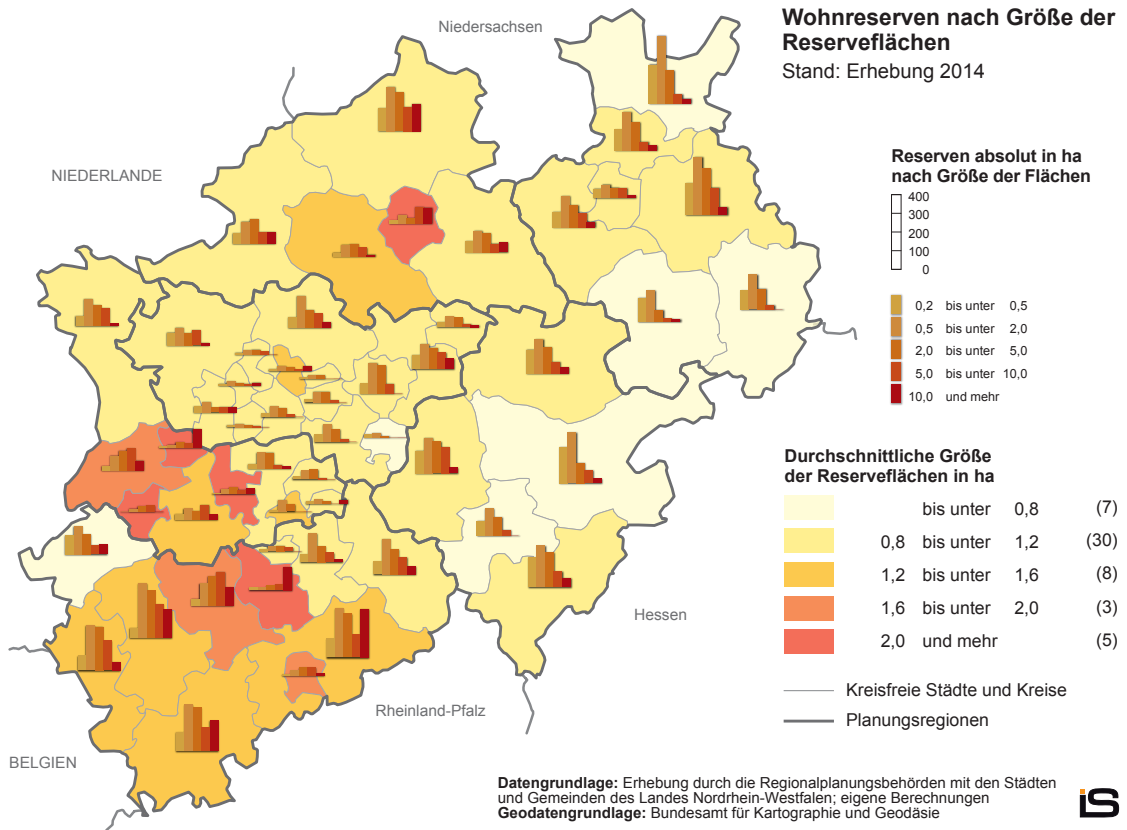 Wohnreserven nach Größe der
Reserveflächen
Stand: Erhebung 2014
Niedersachsen
NIEDERLANDE
Reserven absolut in ha
nach Größe der Flächen
400
300
200
100
0
0,2 bis unter 0,5
0,5 bis unter 2,0
2,0 bis unter 5,0
5,0 bis unter 10,0
10,0 und mehr
Durchschnittliche Größe
der Reserveflächen in ha
bis unter 0,8 (7)
0,8 bis unter 1,2 (30)
1,2 bis unter 1,6 (8)
1,6 bis unter 2,0 (3)
2,0 und mehr (5)
Hessen
Kreisfreie Städte und Kreise
Planungsregionen
Rheinland-Pfalz
BELGIEN
Datengrundlage: Erhebung durch die Regionalplanungsbehörden mit den Städten
und Gemeinden des Landes Nordrhein-Westfalen; eigene Berechnungen
Geodatengrundlage: Bundesamt für Kartographie und Geodäsie
iS